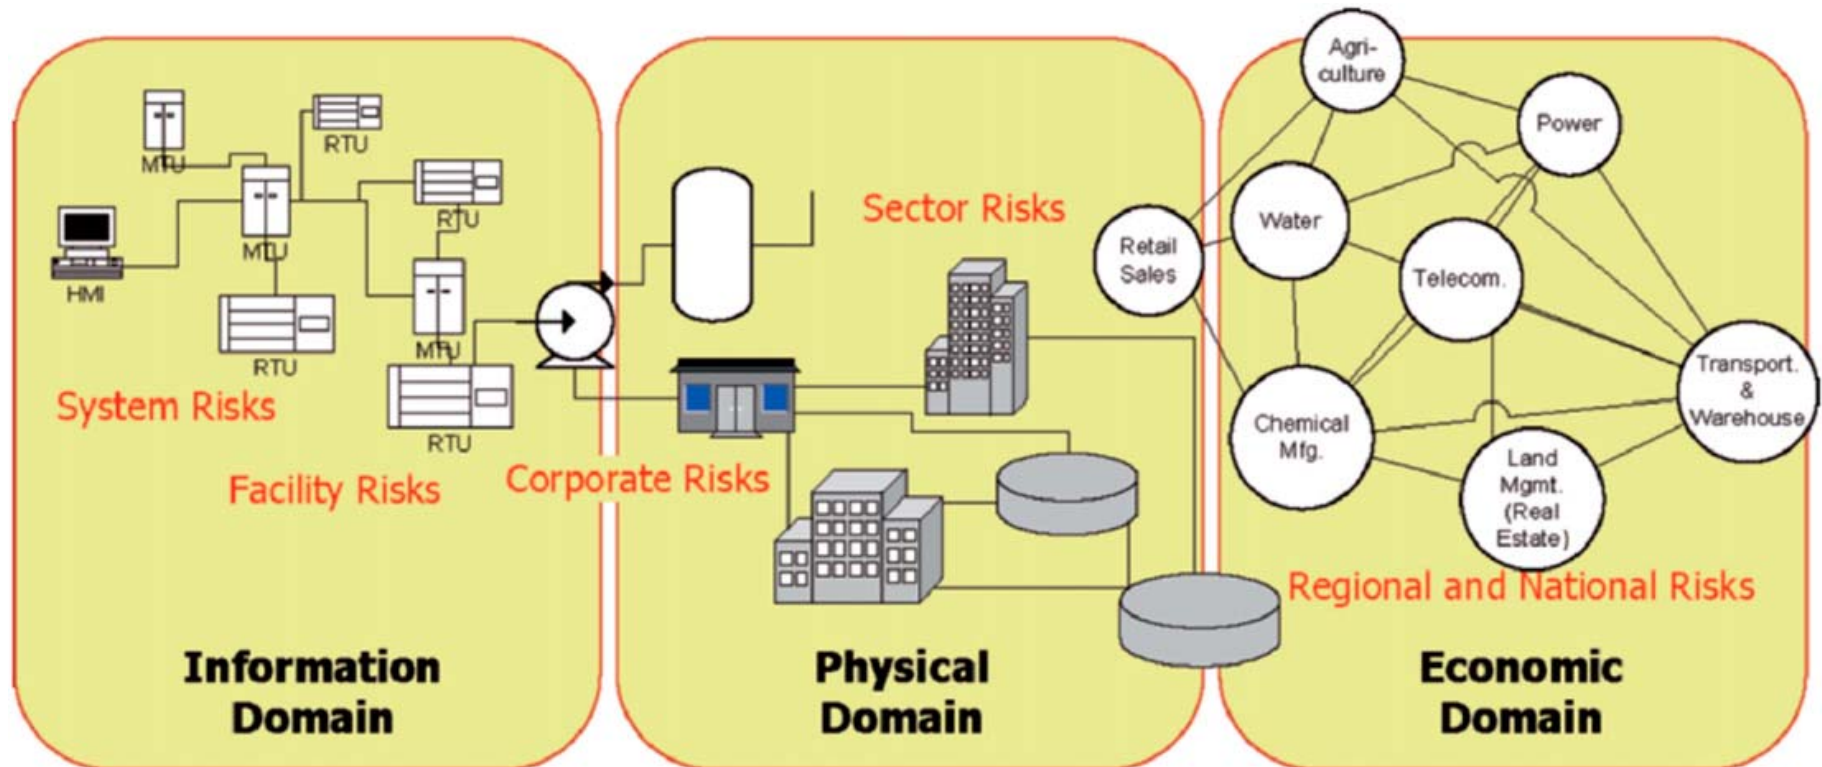 MTU
RTU
RTU
MTU
HMI
RTU
MTU
RTU
System Risks
Facility Risks
Corporate Risks
Sector Risks
Agri-
culture
Power
Water
Retail
Sales
Telecom.
Transport.
&
Warehouse
Chemical
Mfg.
Land
Mgmt.
(Real
Estate)
Regional and National Risks
Information
Domain
Physical
Domain
Economic
Domain